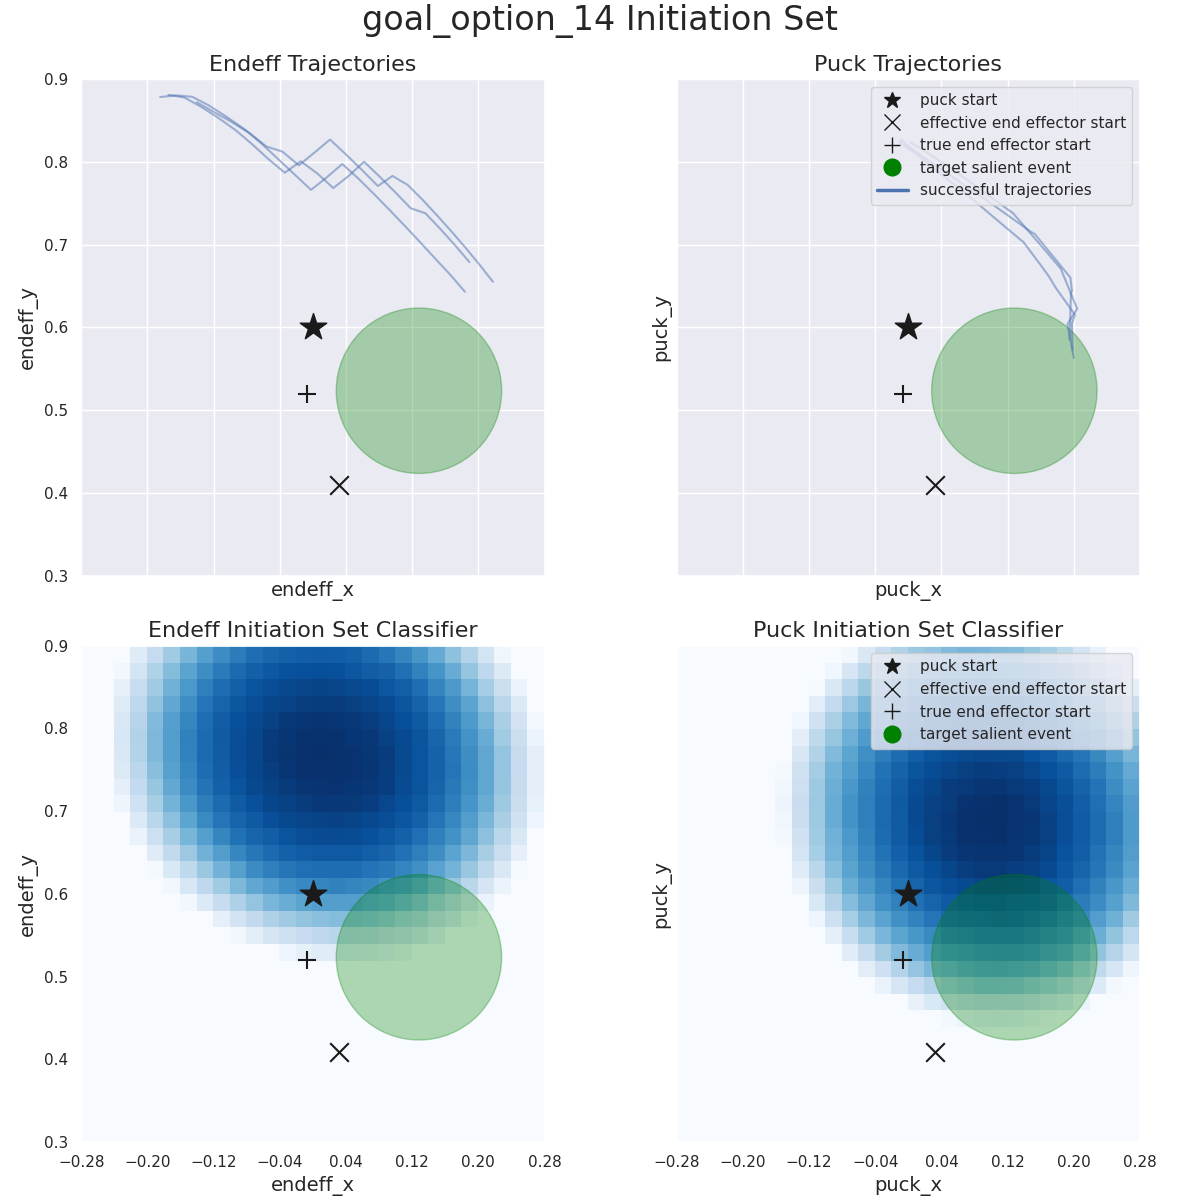 goal_option_14 Initiation Set
Endeff Trajectories
0.9
0.8
0.7
0.6
0.5
0.4
0.3
endeff_y
endeff_x
Puck Trajectories
puck start
effective end effector start
true end effector start
target salient event
successful trajectories
puck_y
puck_x
Endeff Initiation Set Classifier
0.9
0.8
0.7
0.6
0.5
0.4
0.3
endeff_y
−0.28 −0.20 −0.12 −0.04 0.04 0.12 0.20 0.28
endeff_x
Puck Initiation Set Classifier
puck start
effective end effector start
true end effector start
target salient event
puck_y
−0.28 −0.20 −0.12 −0.04 0.04 0.12 0.20 0.28
puck_x